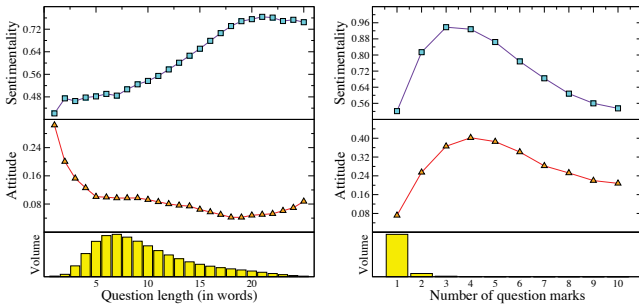 Sentimentality
0.72
0.64
0.56
0.48
Attitude
0.24
0.16
0.08
Volume
5 10 15 20
Question length (in words)
Sentimentality
0.96
0.88
0.80
0.72
0.64
0.56
Attitude
0.40
0.32
0.24
0.16
0.08
Volume
1 2 3 4 5 6 7 8 9 10
Number of question marks